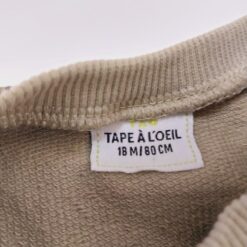 TAPE À L'OEIL
18 M/80 CM